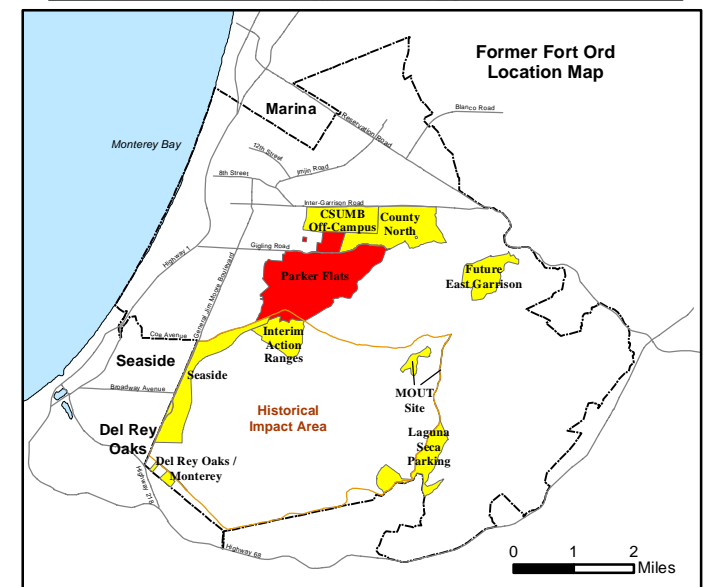 Former Fort Ord
Location Map
Marina
Blanco Road
Reservation Road
Monterey Bay
12th Street
Imjin Road
8th Street
Inter-Garrison Road
CSUMB
Off-Campus
County
North
Gigling Road
Highway 1
Parker Flats
Future
East Garrison
General Jim Moore Boulevard
Coe Avenue
Interim
Action
Ranges
Seaside
Seaside
MOUT
Site
Broadway Avenue
Historical
Impact Area
Del Rey
Oaks
Laguna
Seca
Parking
Del Rey Oaks /
Monterey
Highway 218
Highway 68
0 1 2
Miles